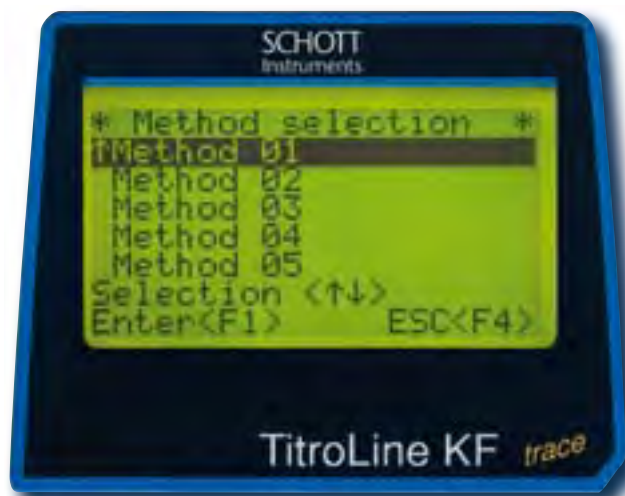 SCHOTT
Instruments
* Method selection *
↑Method 01
Method 02
Method 03
Method 04
Method 05
Selection <↑↓>
Enter<F1> ESC<F4>
TitroLine KF trace